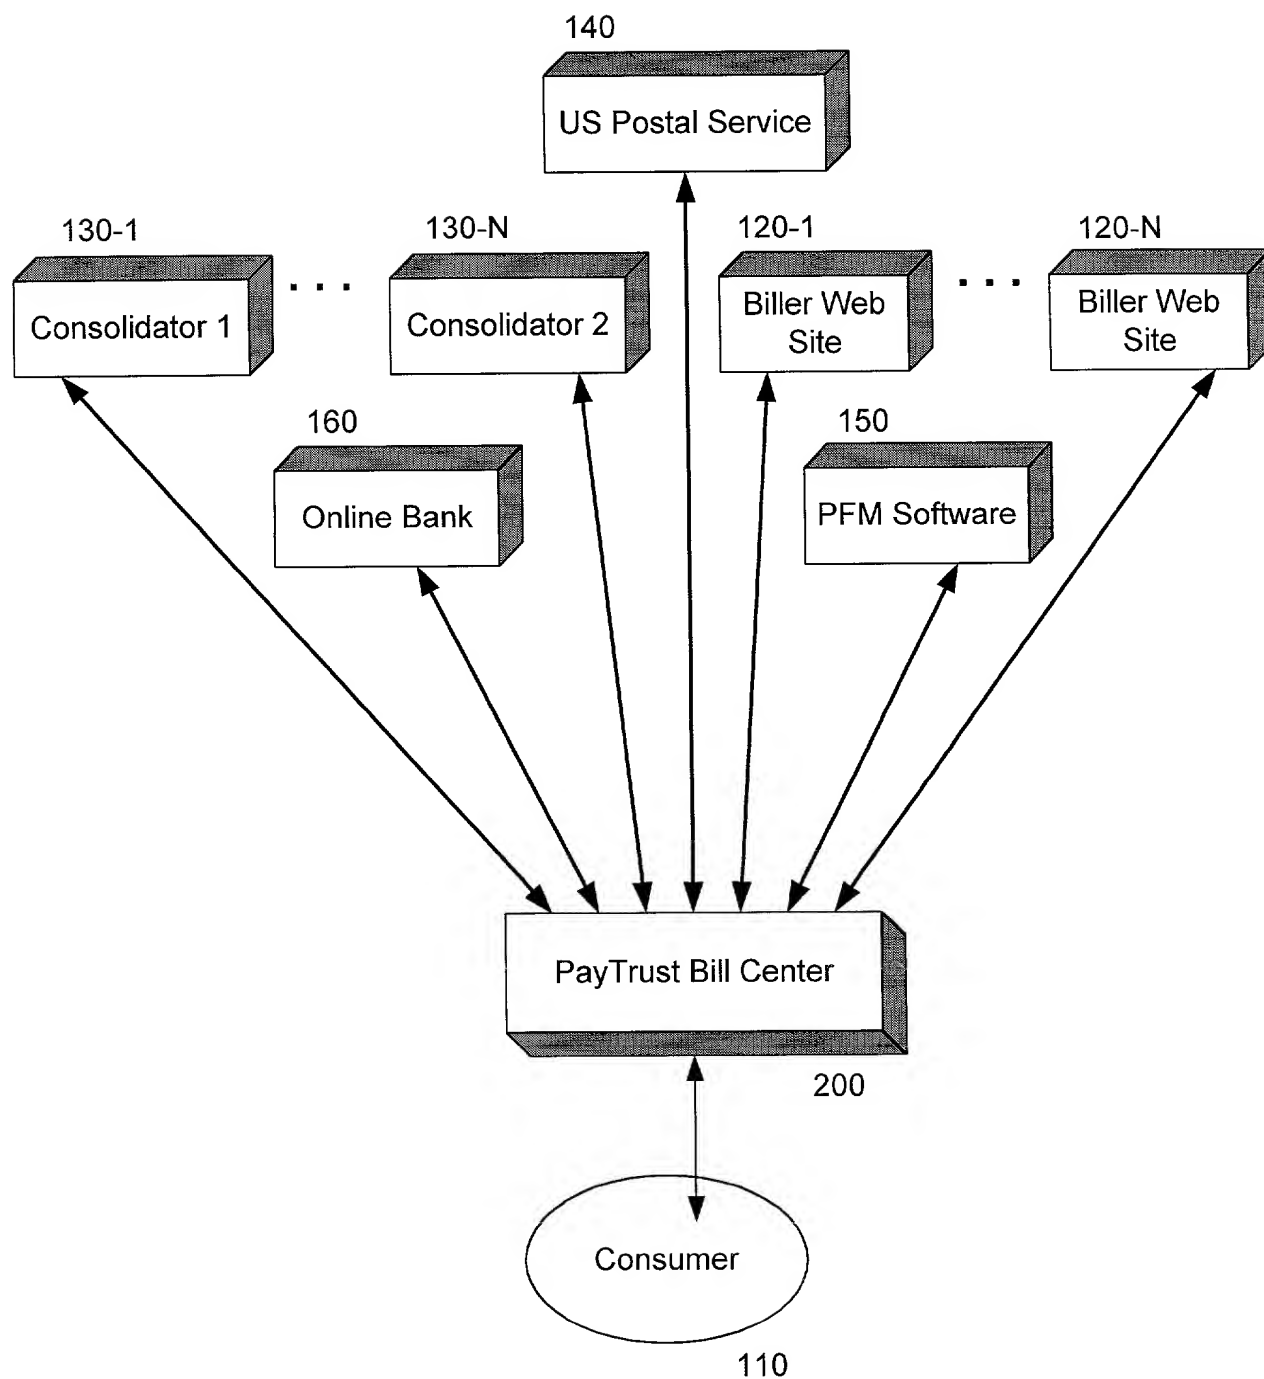 140
US Postal Service
130-1
130-N
120-1
120-N
Consolidator 1
. . .
Consolidator 2
Biller Web
Site
. . .
Biller Web
Site
160
150
Online Bank
PFM Software
PayTrust Bill Center
200
Consumer
110